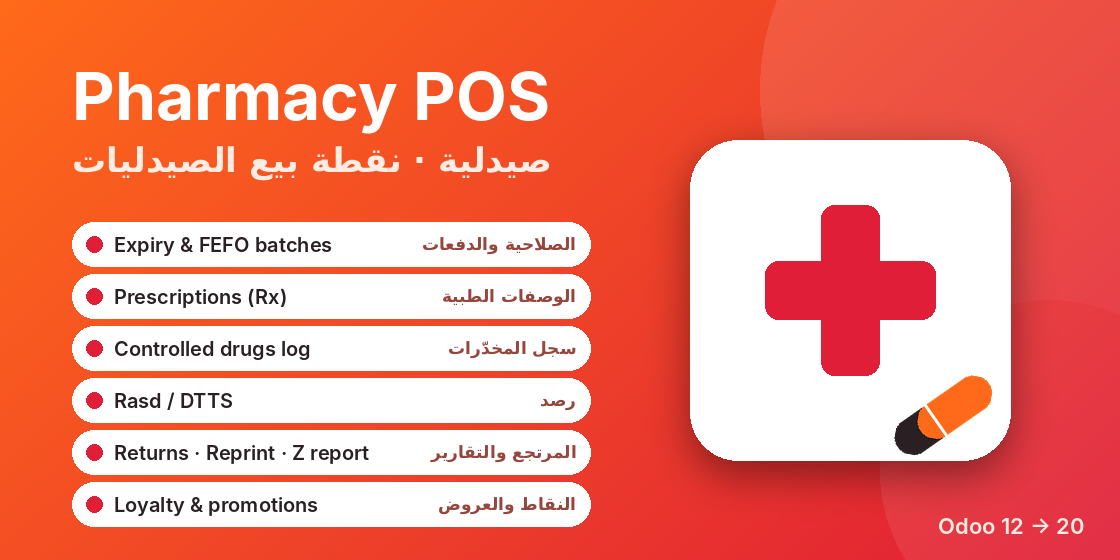 Pharmacy POS
صيدلية · نقطة بيع الصيدليات
Expiry & FEFO batches الصلاحية والدفعات
Prescriptions (Rx) الوصفات الطبية
Controlled drugs log سجل المخدّرات
Rasd / DTTS رصد
Returns · Reprint · Z report المرتجع والتقارير
Loyalty & promotions النقاط والعروض
Odoo 12 → 20